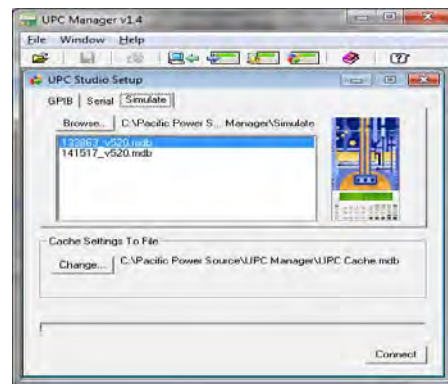 UPC Manager v1.4
File Window Help
UPC Studio Setup
GPIB Serial Simulate
Browse... C:\Pacific Power S... Manager\Simulate
133863_v520.mdb
141517_v520.mdb
Cache Settings To File
Change... C:\Pacific Power Source\UPC Manager\UPC Cache.mdb
Connect